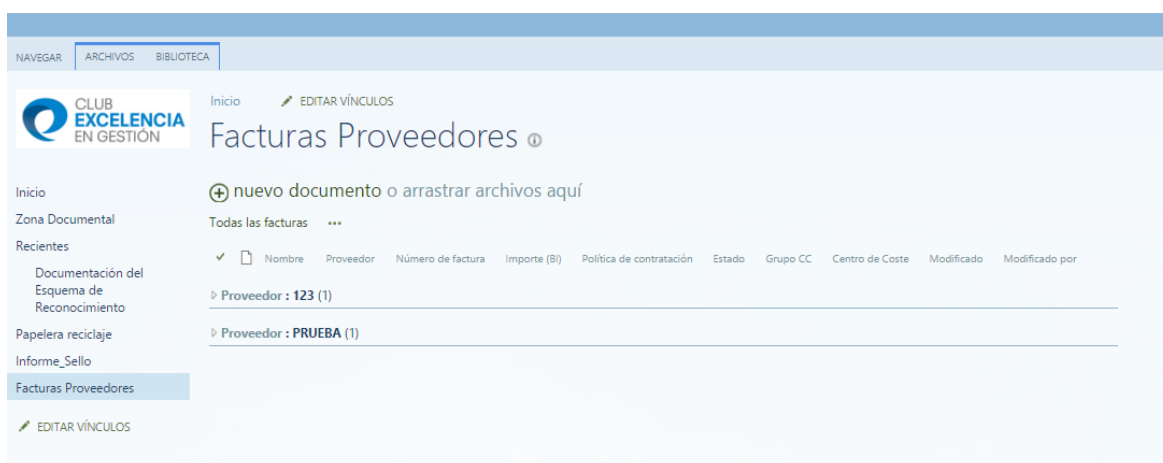 NAVEGAR ARCHIVOS BIBLIOTECA
CLUB
EXCELENCIA
EN GESTIÓN
Inicio EDITAR VÍNCULOS
Facturas Proveedores
nuevo documento o arrastrar archivos aquí
Todas las facturas ...
Nombre Proveedor Número de factura Importe (BI) Política de contratación Estado Grupo CC Centro de Coste Modificado Modificado por
Proveedor : 123 (1)
Proveedor : PRUEBA (1)
Inicio
Zona Documental
Recientes
Documentación del
Esquema de
Reconocimiento
Papelera reciclaje
Informe_Sello
Facturas Proveedores
EDITAR VÍNCULOS